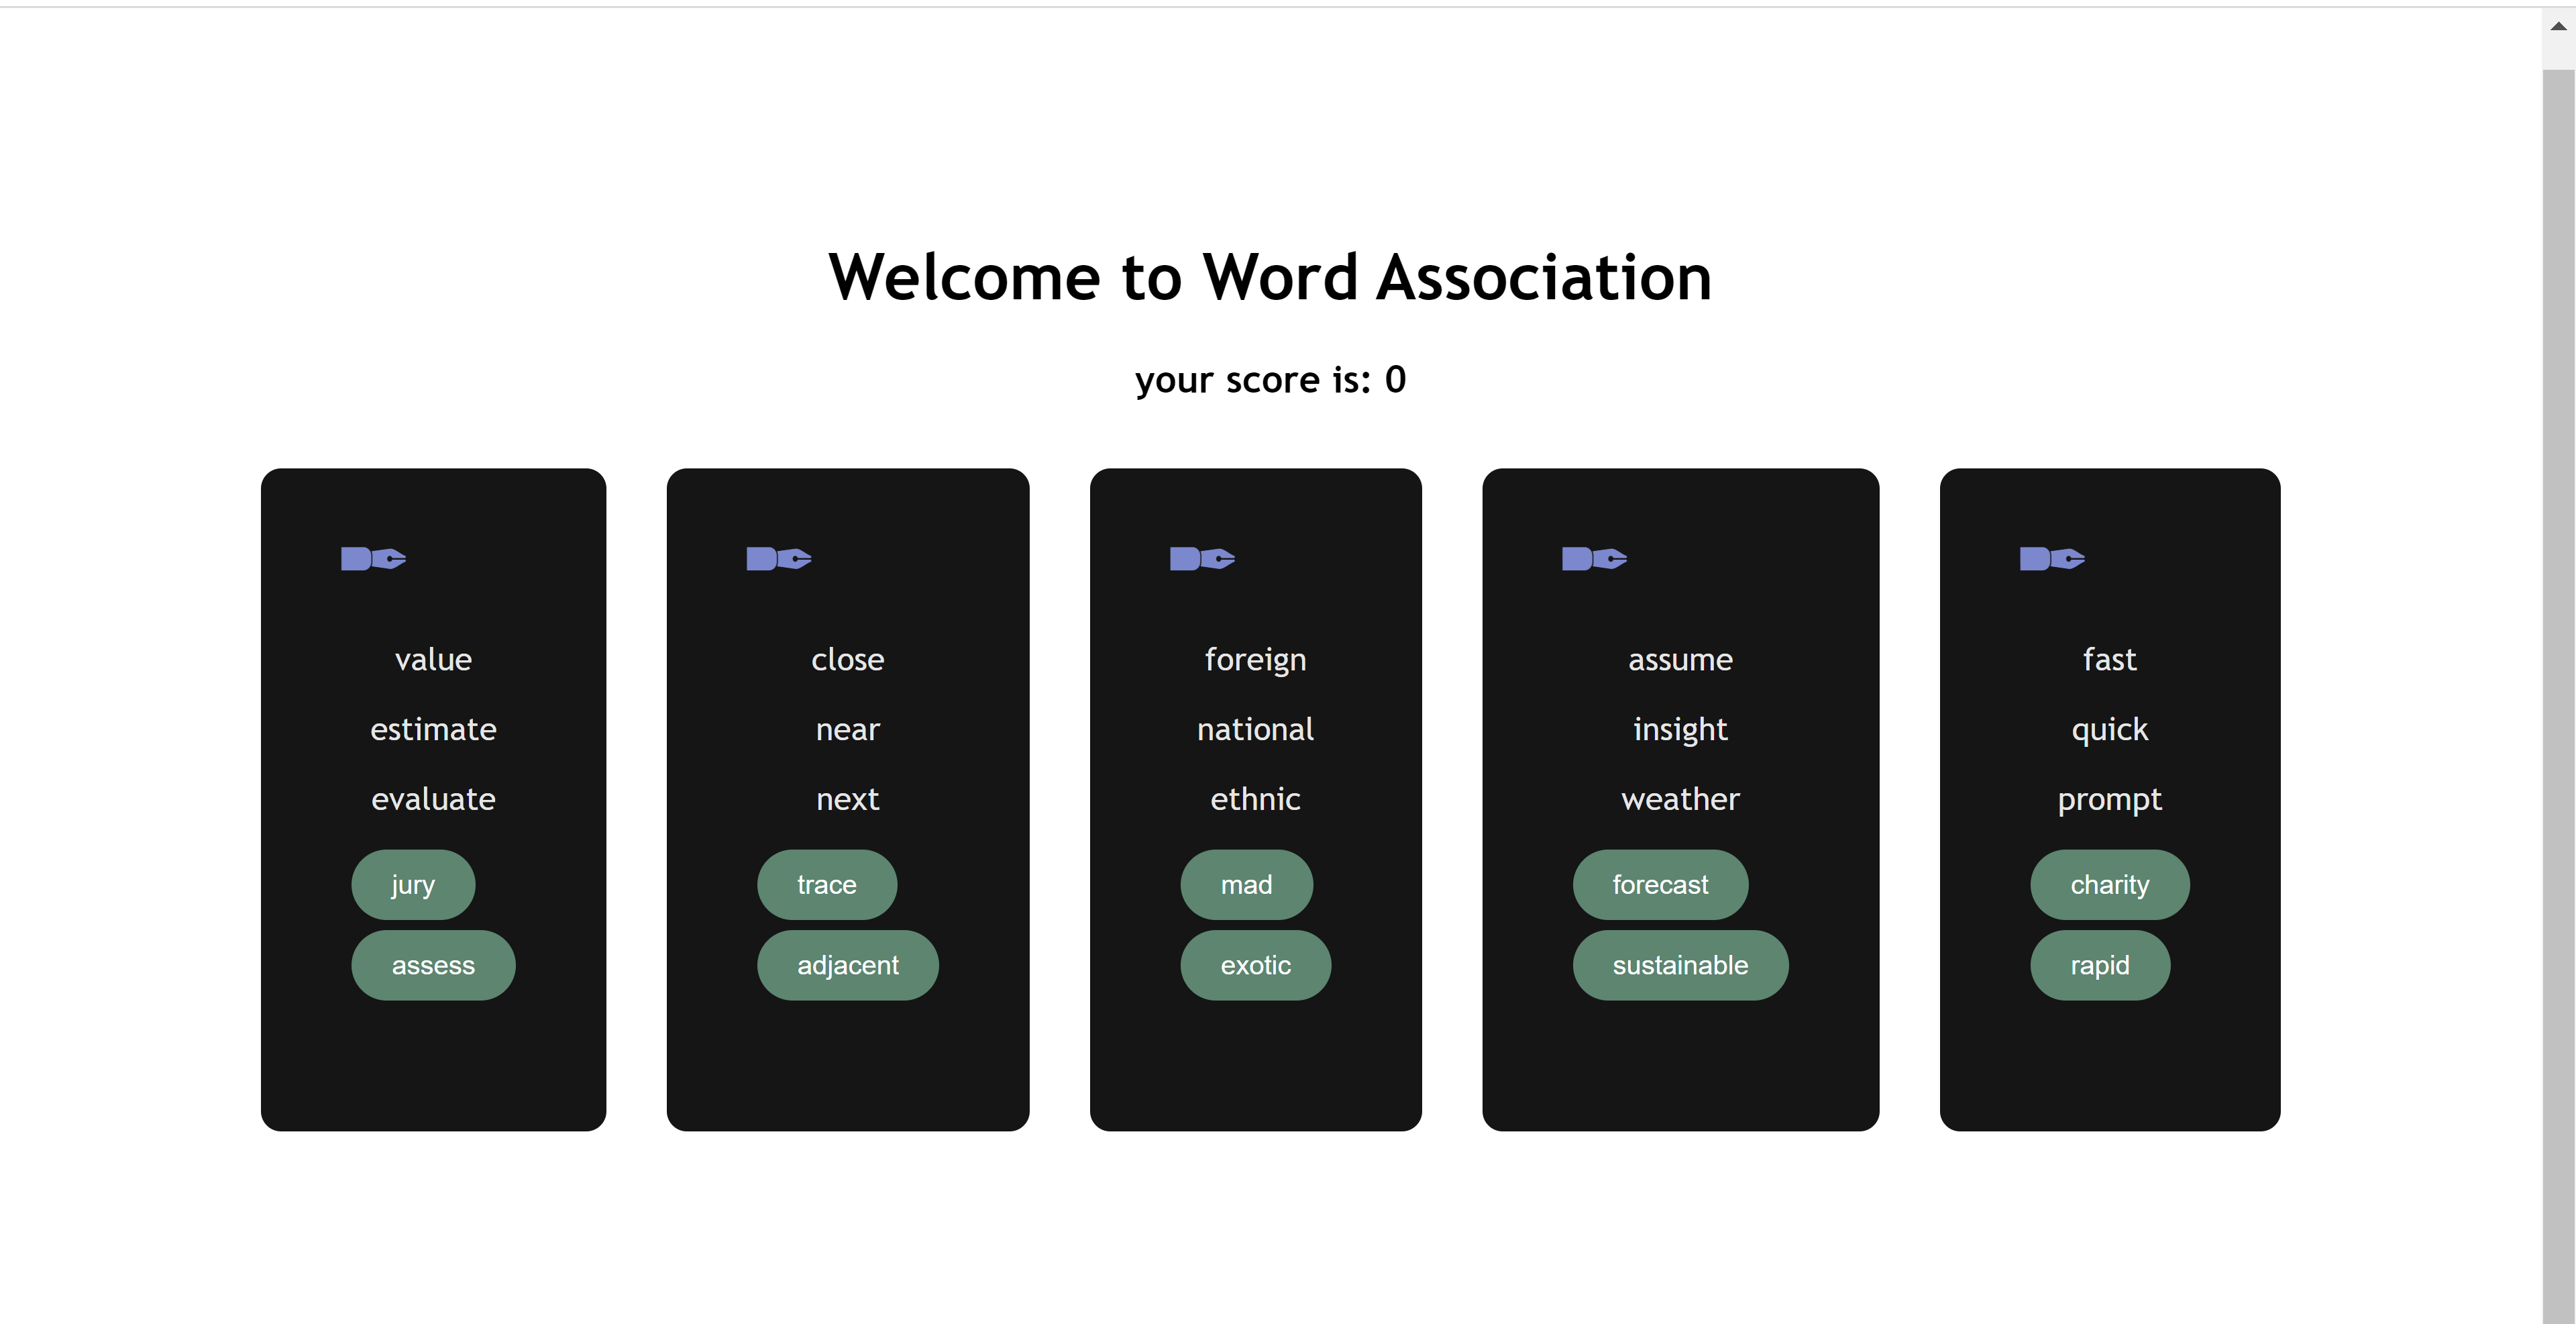 Welcome to Word Association
your score is: 0
value
estimate
evaluate
jury
assess
close
near
next
trace
adjacent
foreign
national
ethnic
mad
exotic
assume
insight
weather
forecast
sustainable
fast
quick
prompt
charity
rapid